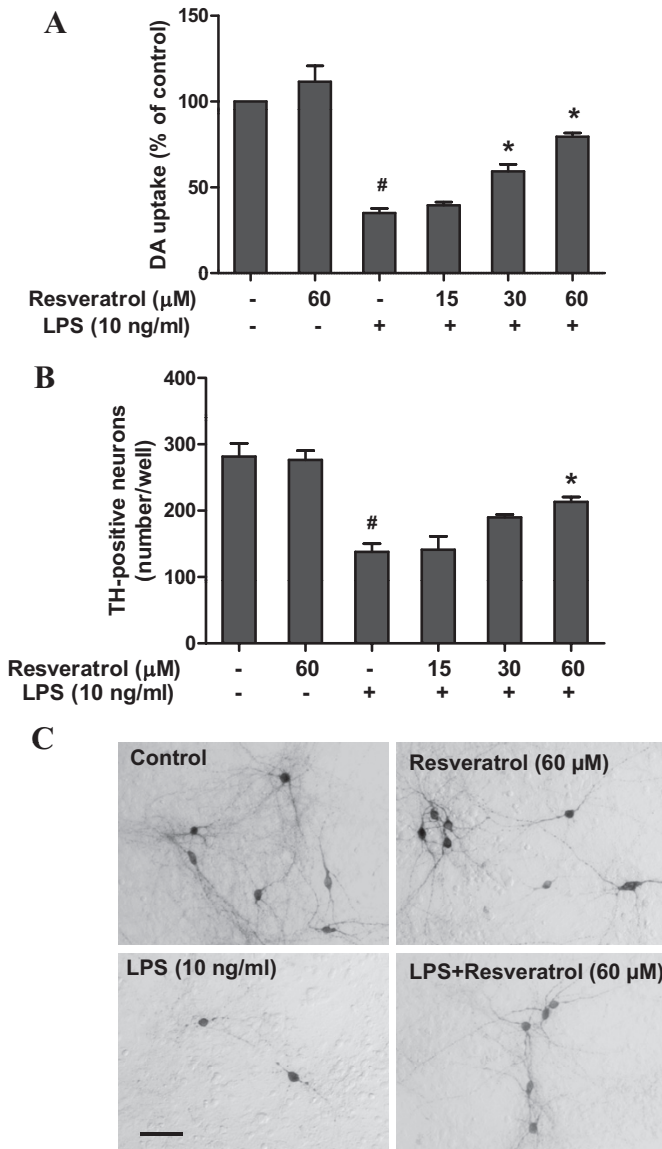 A
DA uptake (% of control)
150
100
50
0
#
*
*
Resveratrol (μM) - 60 - 15 30 60
LPS (10 ng/ml) - - + + + +
B
TH-positive neurons
(number/well)
400
300
200
100
0
#
*
Resveratrol (μM) - 60 - 15 30 60
LPS (10 ng/ml) - - + + + +
C
Control
Resveratrol (60 μM)
LPS (10 ng/ml)
LPS+Resveratrol (60 μM)